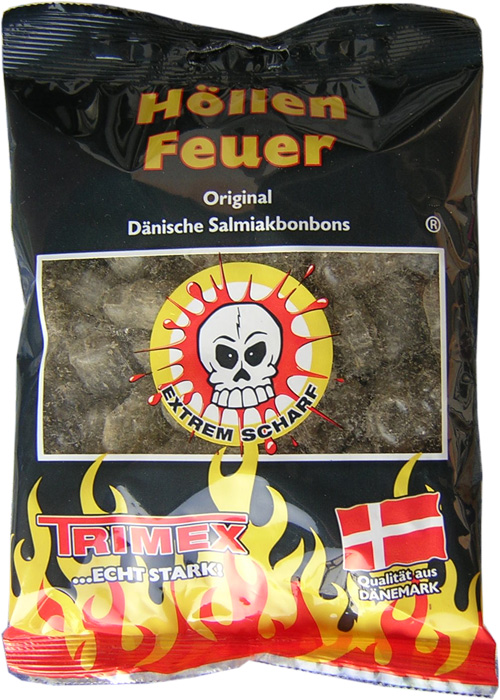 Höllen
Feuer
Original
Dänische Salmiakbonbons
®
EXTREM SCHARF
TRIMEX
...ECHT STARK!
Qualität aus
DÄNEMARK